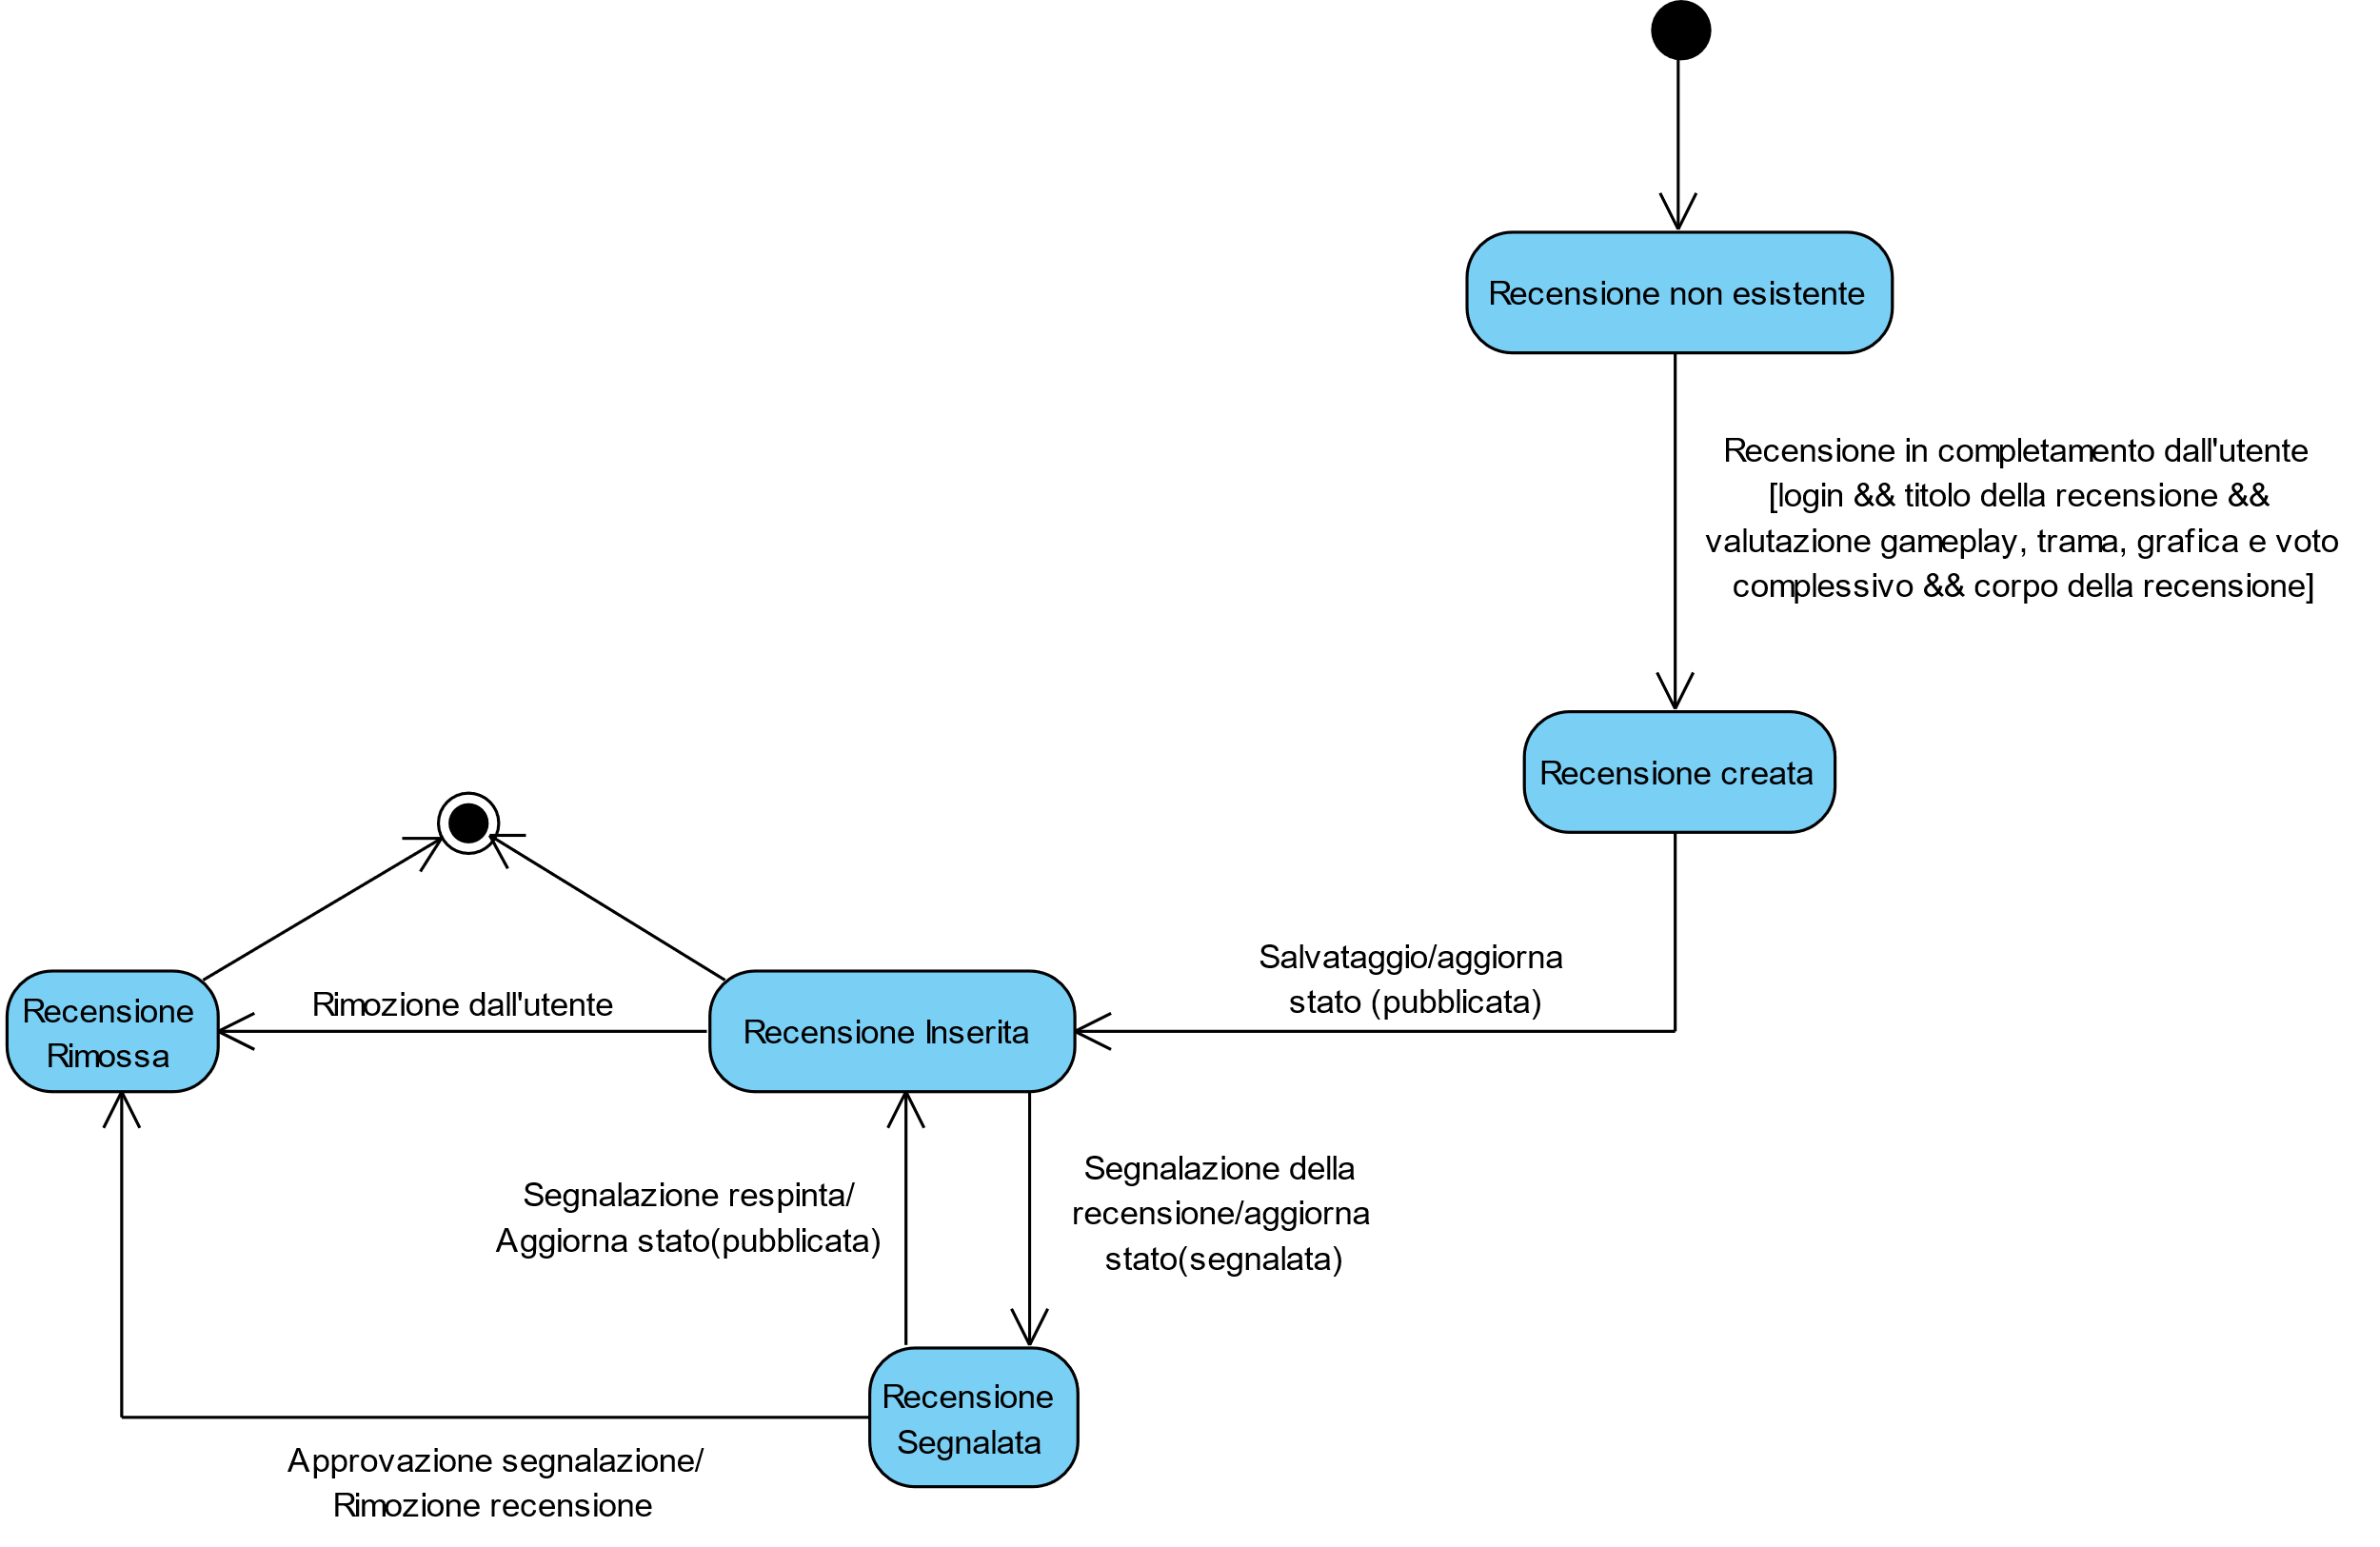 Recensione non esistente
Recensione in completamento dall'utente
[login && titolo della recensione &&
valutazione gameplay, trama, grafica e voto
complessivo && corpo della recensione]
Recensione creata
Salvataggio/aggiorna
stato (pubblicata)
Recensione
Rimossa
Rimozione dall'utente
Recensione Inserita
Segnalazione respinta/
Aggiorna stato(pubblicata)
Segnalazione della
recensione/aggiorna
stato(segnalata)
Recensione
Segnalata
Approvazione segnalazione/
Rimozione recensione